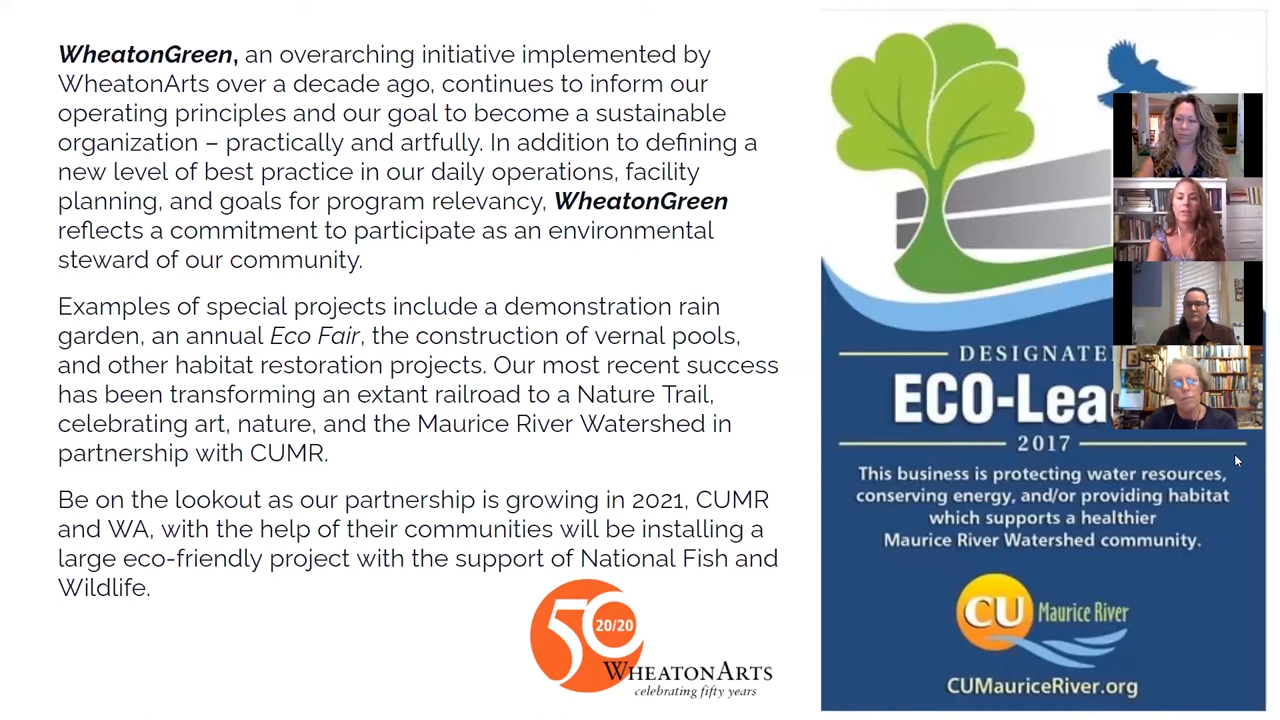 WheatonGreen, an overarching initiative implemented by
WheatonArts over a decade ago, continues to inform our
operating principles and our goal to become a sustainable
organization – practically and artfully. In addition to defining a
new level of best practice in our daily operations, facility
planning, and goals for program relevancy, WheatonGreen
reflects a commitment to participate as an environmental
steward of our community.
Examples of special projects include a demonstration rain
garden, an annual Eco Fair, the construction of vernal pools,
and other habitat restoration projects. Our most recent success
has been transforming an extant railroad to a Nature Trail,
celebrating art, nature, and the Maurice River Watershed in
partnership with CUMR.
Be on the lookout as our partnership is growing in 2021, CUMR
and WA, with the help of their communities will be installing a
large eco-friendly project with the support of National Fish and
Wildlife.
50
20/20
WHEATONARTS
celebrating fifty years
DESIGNATE
ECO-Lea
2017
This business is protecting water resources,
conserving energy, and/or providing habitat
which supports a healthier
Maurice River Watershed community.
CU Maurice River
CUMauriceRiver.org